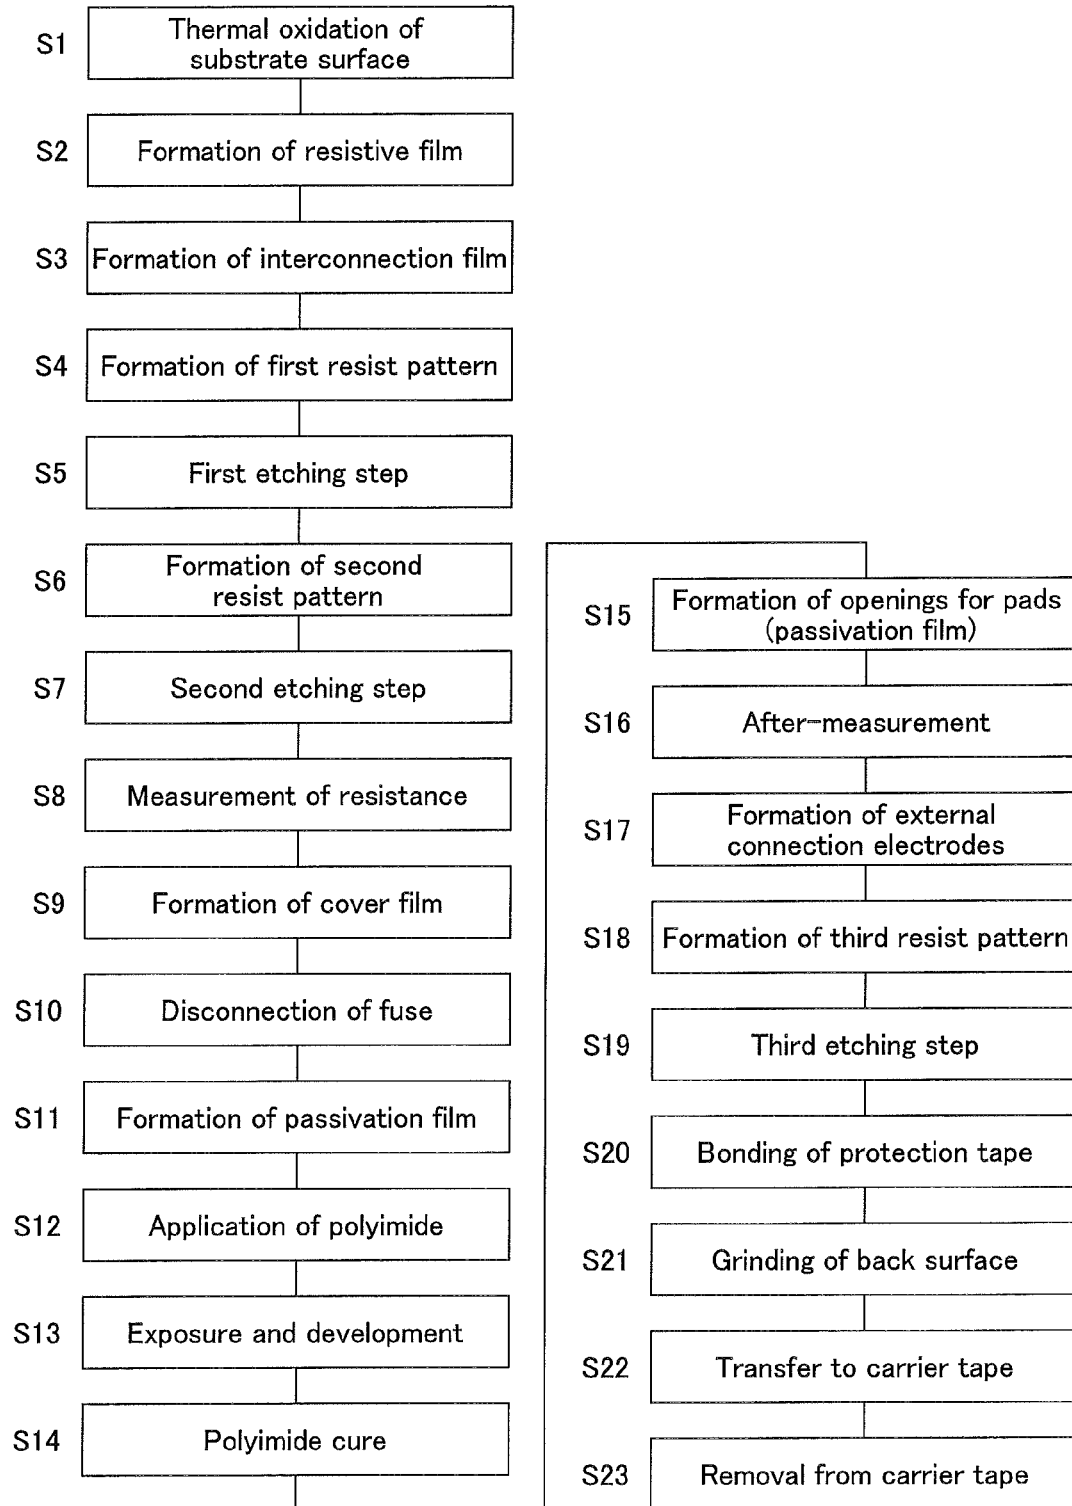 S1
Thermal oxidation of
substrate surface
S2
Formation of resistive film
S3
Formation of interconnection film
S4
Formation of first resist pattern
S5
First etching step
S6
Formation of second
resist pattern
S7
Second etching step
S8
Measurement of resistance
S9
Formation of cover film
S10
Disconnection of fuse
S11
Formation of passivation film
S12
Application of polyimide
S13
Exposure and development
S14
Polyimide cure
S15
Formation of openings for pads
(passivation film)
S16
After-measurement
S17
Formation of external
connection electrodes
S18
Formation of third resist pattern
S19
Third etching step
S20
Bonding of protection tape
S21
Grinding of back surface
S22
Transfer to carrier tape
S23
Removal from carrier tape